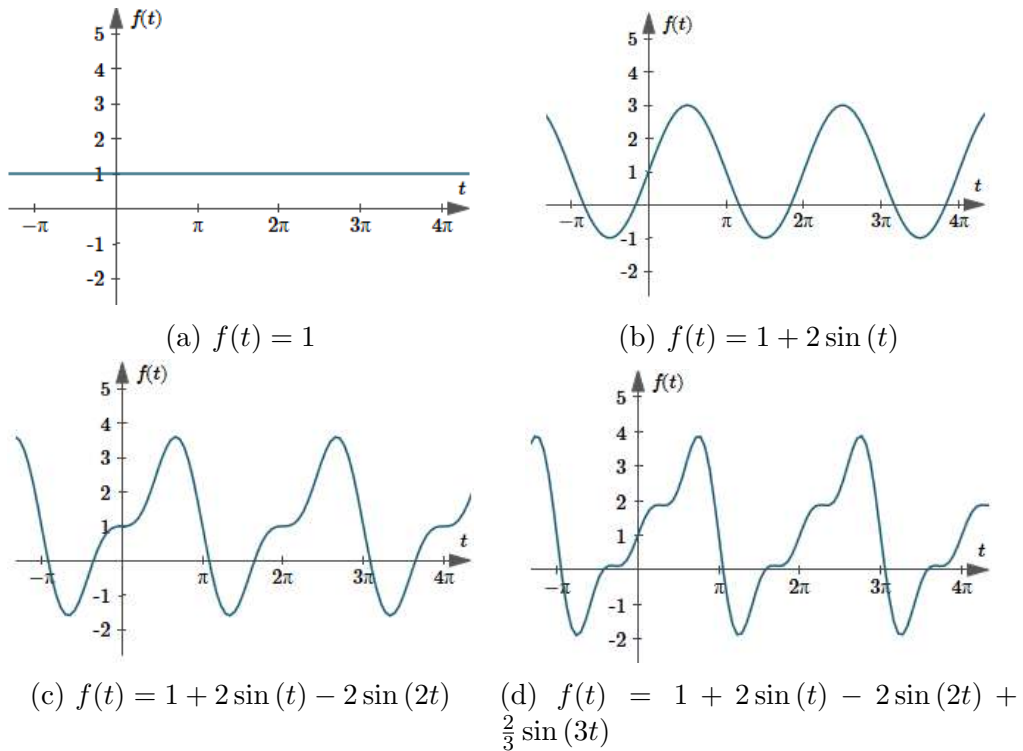 f(t)
5
4
3
2
1
t
−π π 2π 3π 4π
-1
-2
(a) f(t) = 1
f(t)
5
4
3
2
1
t
−π π 2π 3π 4π
-1
-2
(b) f(t) = 1 + 2 sin (t)
f(t)
5
4
3
2
1
t
−π π 2π 3π 4π
-1
-2
(c) f(t) = 1 + 2 sin (t) − 2 sin (2t)
f(t)
5
4
3
2
1
t
−π π 2π 3π 4π
-1
-2
(d) f(t) = 1 + 2 sin (t) − 2 sin (2t) +
2/3 sin (3t)